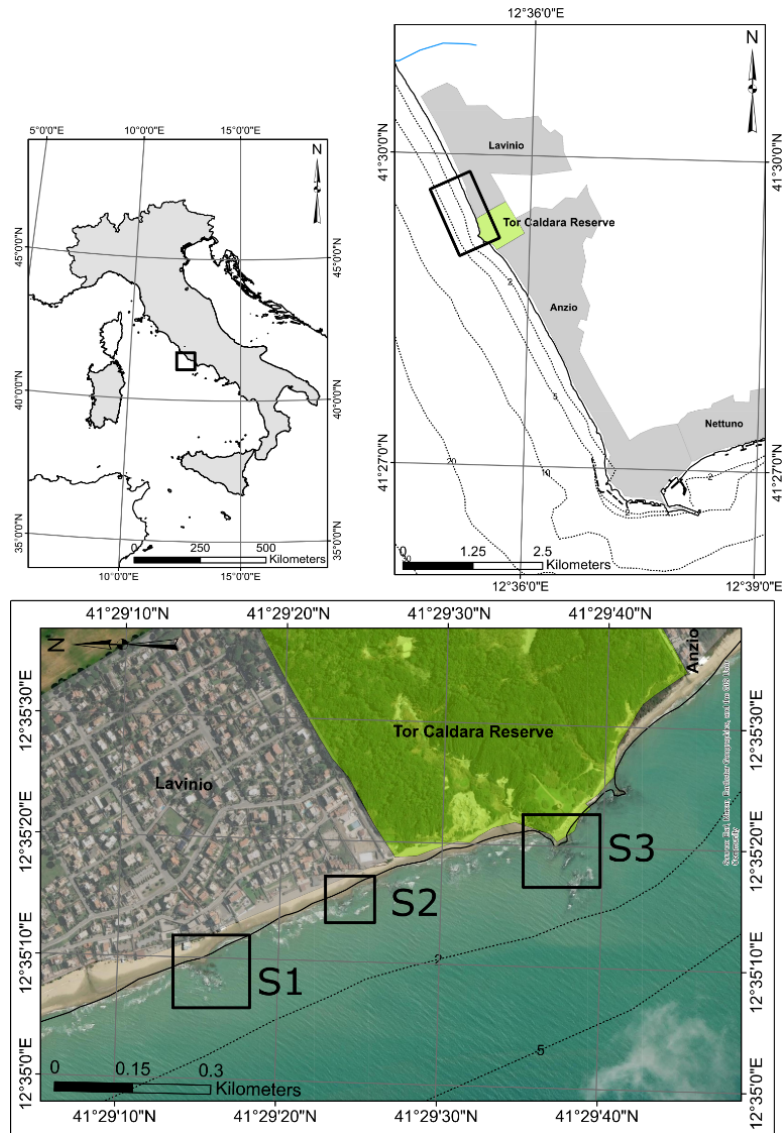 12°36'0"E
N
41°30'0"N
Lavinio
41°30'0"N
Tor Caldara Reserve
2
Anzio
5
Nettuno
20
10
2
41°27'0"N
41°27'0"N
0 1.25 2.5
Kilometers
12°36'0"E 12°39'0"E
5°0'0"E 10°0'0"E 15°0'0"E
N
45°0'0"N
45°0'0"N
40°0'0"N
40°0'0"N
35°0'0"N
35°0'0"N
0 250 500
Kilometers
10°0'0"E 15°0'0"E
41°29'10"N 41°29'20"N 41°29'30"N 41°29'40"N
N
Anzio
12°35'30"E
12°35'30"E
Tor Caldara Reserve
Lavinio
12°35'20"E
12°35'20"E
S3
S2
12°35'10"E
12°35'10"E
S1
2
5
12°35'0"E
12°35'0"E
0 0.15 0.3
Kilometers
41°29'10"N 41°29'20"N 41°29'30"N 41°29'40"N